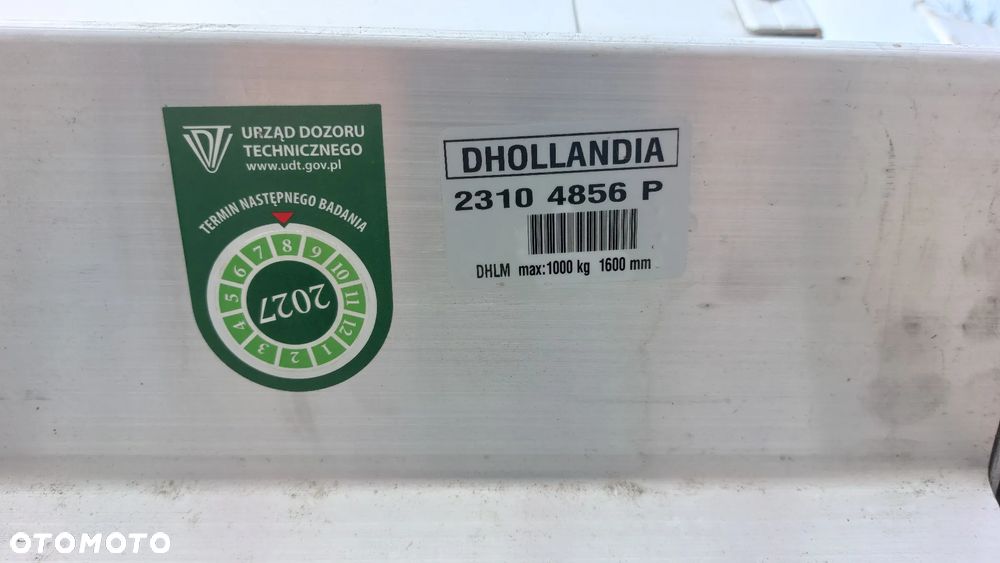 URZĄD DOZORU
TECHNICZNEGO
www.udt.gov.pl
TERMIN NASTĘPNEGO BADANIA
1 2 3 4 5 6 7 8 9 10 11 12
2027
DHOLLANDIA
2310 4856 P
DHLM max:1000 kg 1600 mm
OTOMOTO